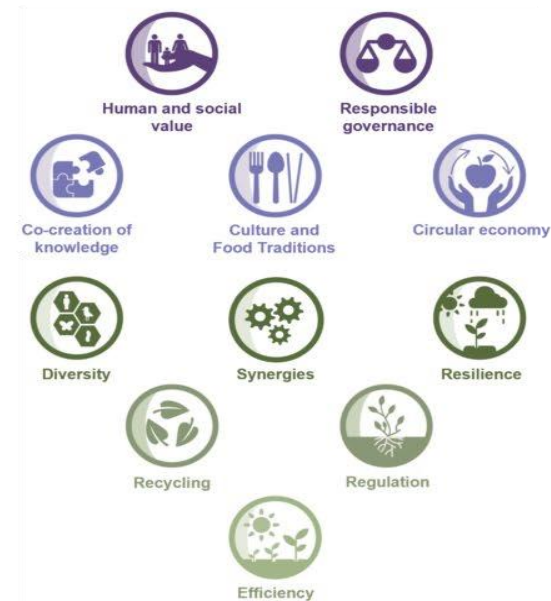 Human and social
value
Responsible
governance
Co-creation of
knowledge
Culture and
Food Traditions
Circular economy
Diversity
Synergies
Resilience
Recycling
Regulation
Efficiency